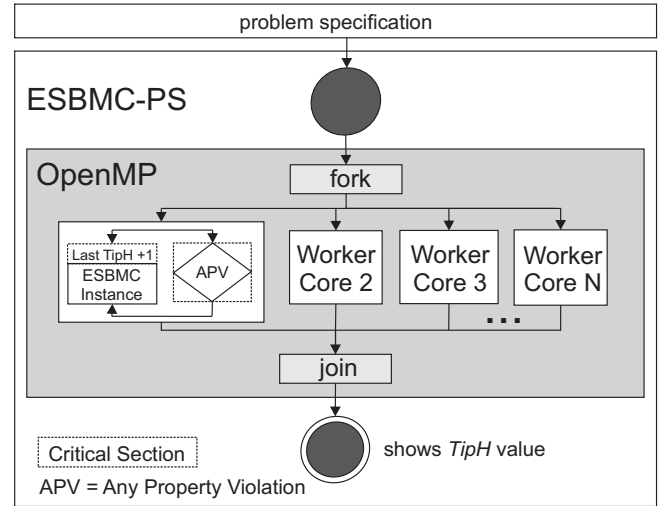 problem specification
ESBMC-PS
OpenMP
fork
Last TipH +1
ESBMC
Instance
APV
Worker
Core 2
Worker
Core 3
Worker
Core N
...
join
shows TipH value
Critical Section
APV = Any Property Violation